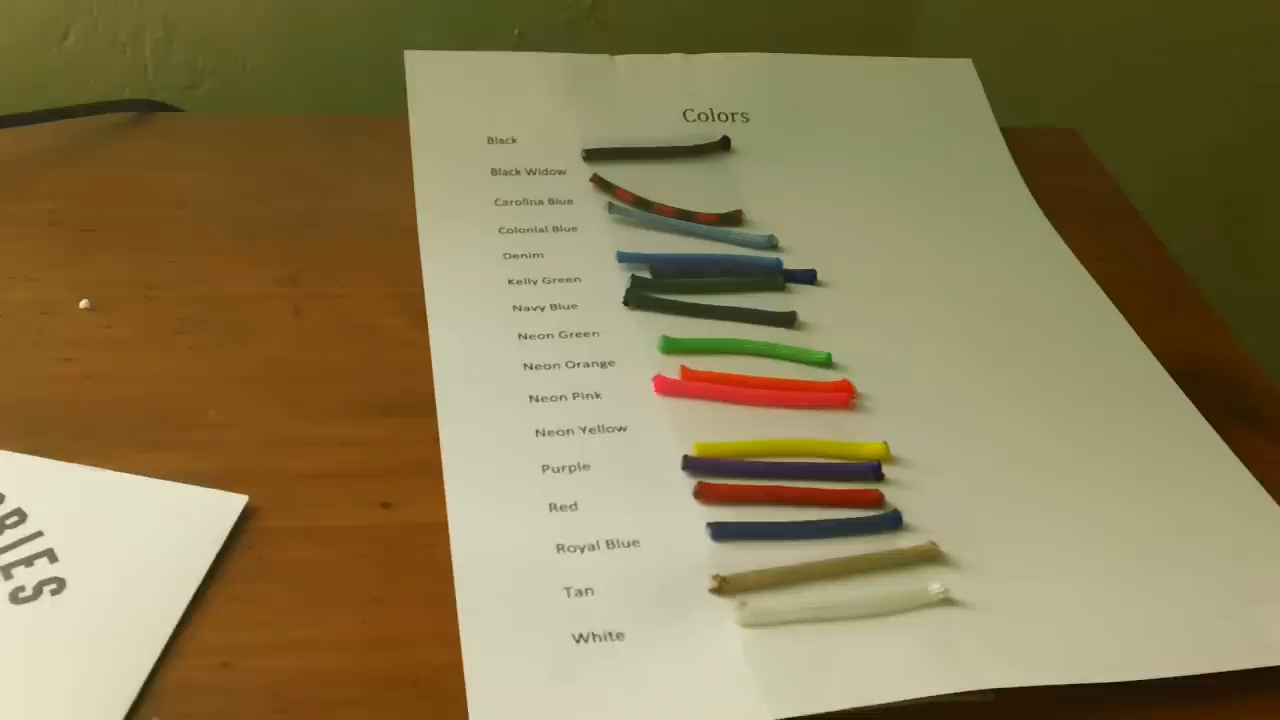 Colors
Black
Black Widow
Carolina Blue
Colonial Blue
Denim
Kelly Green
Navy Blue
Neon Green
Neon Orange
Neon Pink
Neon Yellow
Purple
Red
Royal Blue
Tan
White
RIES